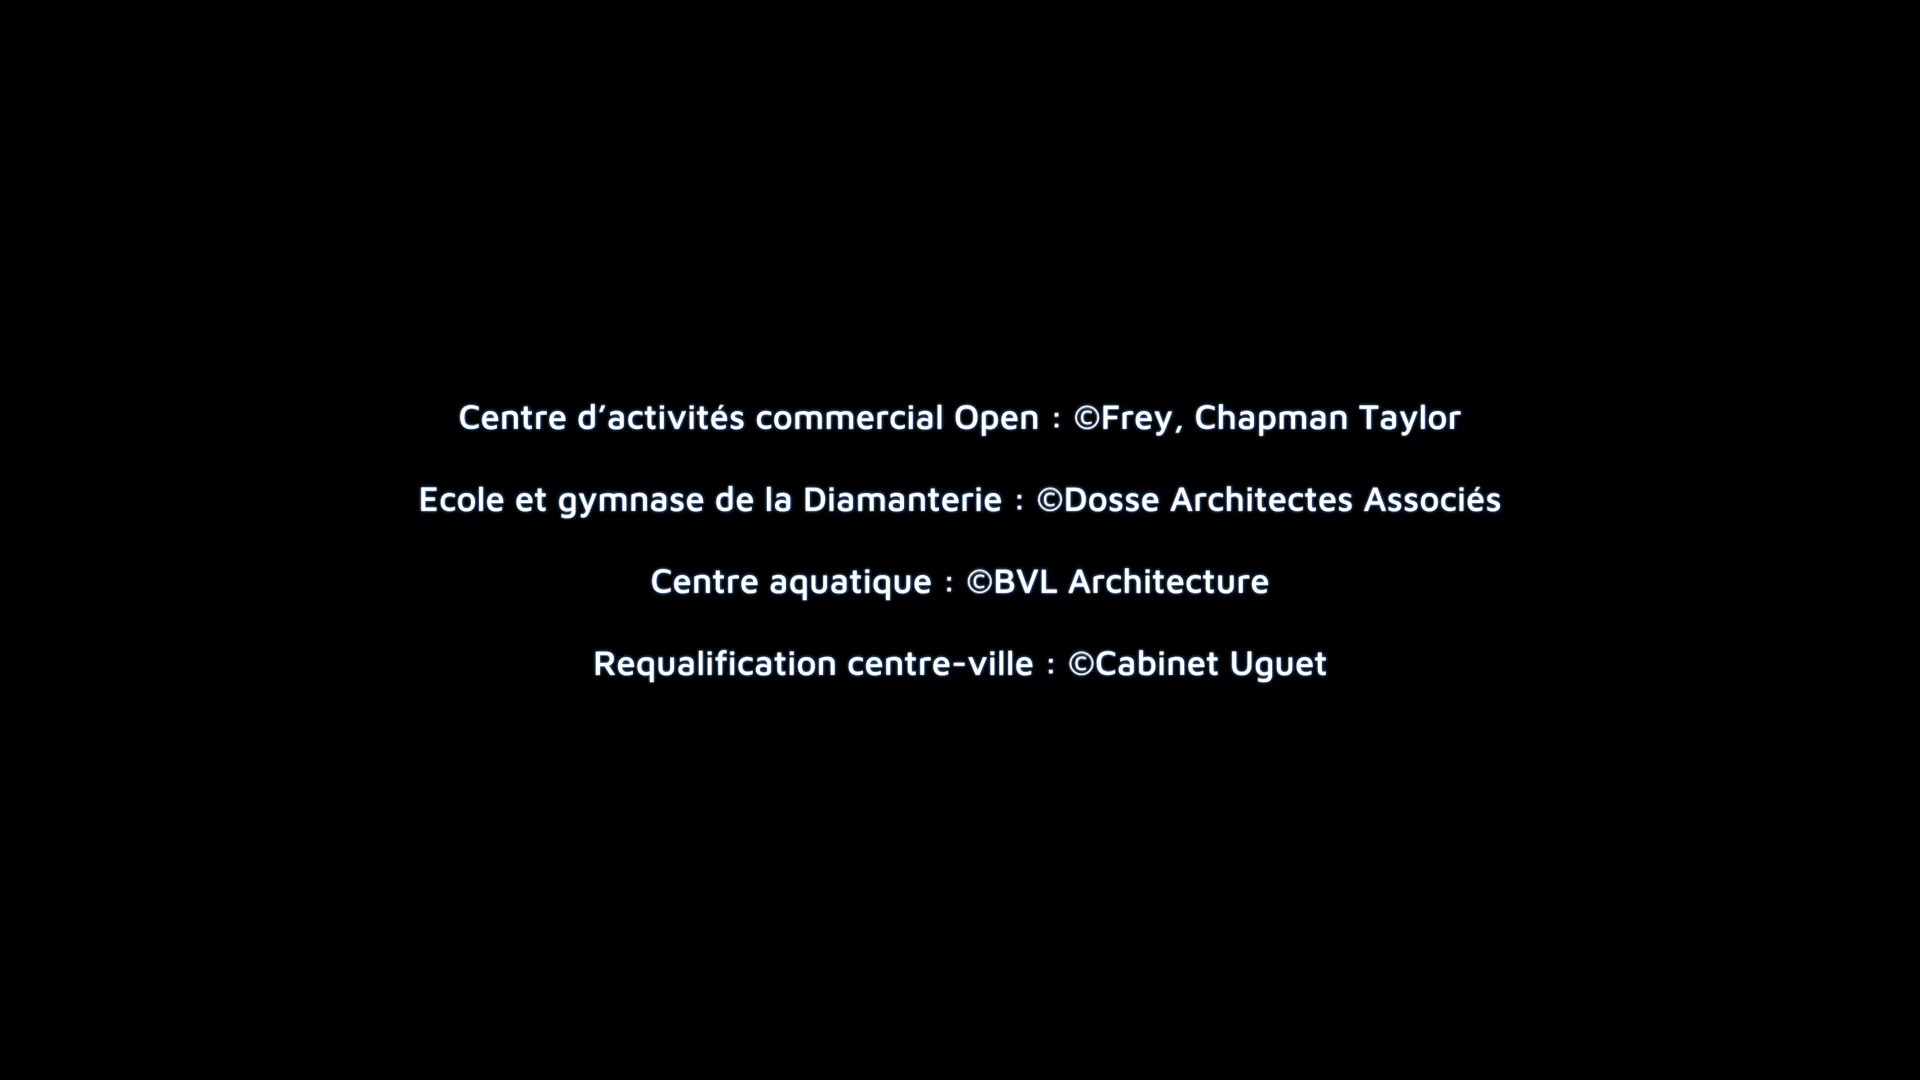 Centre d’activités commercial Open : ©Frey, Chapman Taylor
Ecole et gymnase de la Diamanterie : ©Dosse Architectes Associés
Centre aquatique : ©BVL Architecture
Requalification centre-ville : ©Cabinet Uguet